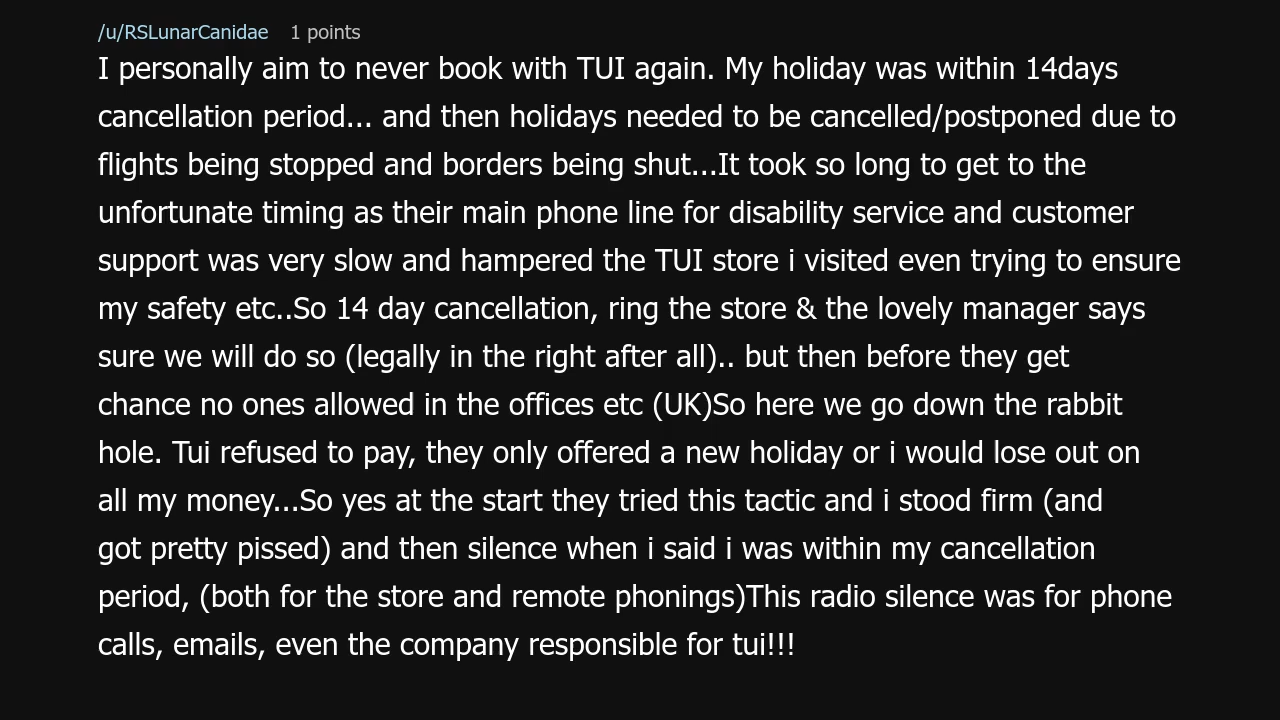 /u/RSLunarCanidae 1 points
I personally aim to never book with TUI again. My holiday was within 14days
cancellation period... and then holidays needed to be cancelled/postponed due to
flights being stopped and borders being shut...It took so long to get to the
unfortunate timing as their main phone line for disability service and customer
support was very slow and hampered the TUI store i visited even trying to ensure
my safety etc..So 14 day cancellation, ring the store & the lovely manager says
sure we will do so (legally in the right after all).. but then before they get
chance no ones allowed in the offices etc (UK)So here we go down the rabbit
hole. Tui refused to pay, they only offered a new holiday or i would lose out on
all my money...So yes at the start they tried this tactic and i stood firm (and
got pretty pissed) and then silence when i said i was within my cancellation
period, (both for the store and remote phonings)This radio silence was for phone
calls, emails, even the company responsible for tui!!!